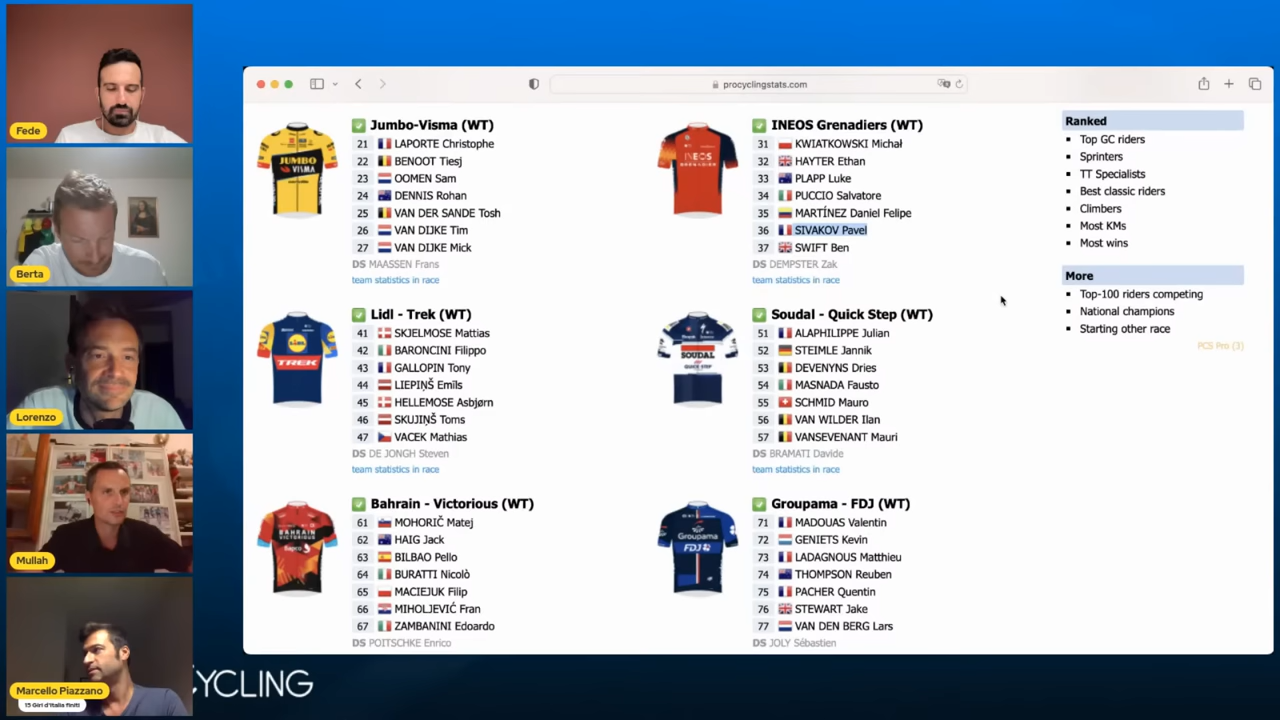 Fede
Berta
Lorenzo
Mullah
Marcello Piazzano
15 Giri d'Italia finiti
procyclingstats.com
Jumbo-Visma (WT)
21 LAPORTE Christophe
22 BENOOT Tiesj
23 OOMEN Sam
24 DENNIS Rohan
25 VAN DER SANDE Tosh
26 VAN DIJKE Tim
27 VAN DIJKE Mick
DS MAASSEN Frans
team statistics in race
INEOS Grenadiers (WT)
31 KWIATKOWSKI Michał
32 HAYTER Ethan
33 PLAPP Luke
34 PUCCIO Salvatore
35 MARTÍNEZ Daniel Felipe
36 SIVAKOV Pavel
37 SWIFT Ben
DS DEMPSTER Zak
team statistics in race
Lidl - Trek (WT)
41 SKJELMOSE Mattias
42 BARONCINI Filippo
43 GALLOPIN Tony
44 LIEPIŅŠ Emīls
45 HELLEMOSE Asbjørn
46 SKUJIŅŠ Toms
47 VACEK Mathias
DS DE JONGH Steven
team statistics in race
Soudal - Quick Step (WT)
51 ALAPHILIPPE Julian
52 STEIMLE Jannik
53 DEVENYNS Dries
54 MASNADA Fausto
55 SCHMID Mauro
56 VAN WILDER Ilan
57 VANSEVENANT Mauri
DS BRAMATI Davide
team statistics in race
Bahrain - Victorious (WT)
61 MOHORIČ Matej
62 HAIG Jack
63 BILBAO Pello
64 BURATTI Nicolò
65 MACIEJUK Filip
66 MIHOLJEVIĆ Fran
67 ZAMBANINI Edoardo
DS POITSCHKE Enrico
Groupama - FDJ (WT)
71 MADOUAS Valentin
72 GENIETS Kevin
73 LADAGNOUS Matthieu
74 THOMPSON Reuben
75 PACHER Quentin
76 STEWART Jake
77 VAN DEN BERG Lars
DS JOLY Sébastien
Ranked
Top GC riders
Sprinters
TT Specialists
Best classic riders
Climbers
Most KMs
Most wins
More
Top-100 riders competing
National champions
Starting other race
PCS Pro (3)
JUMBO
VISMA
INEOS
LIDL
TREK
SOUDAL
QUICK STEP
BAHRAIN
VICTORIOUS
Groupama
FDJ
YCLING